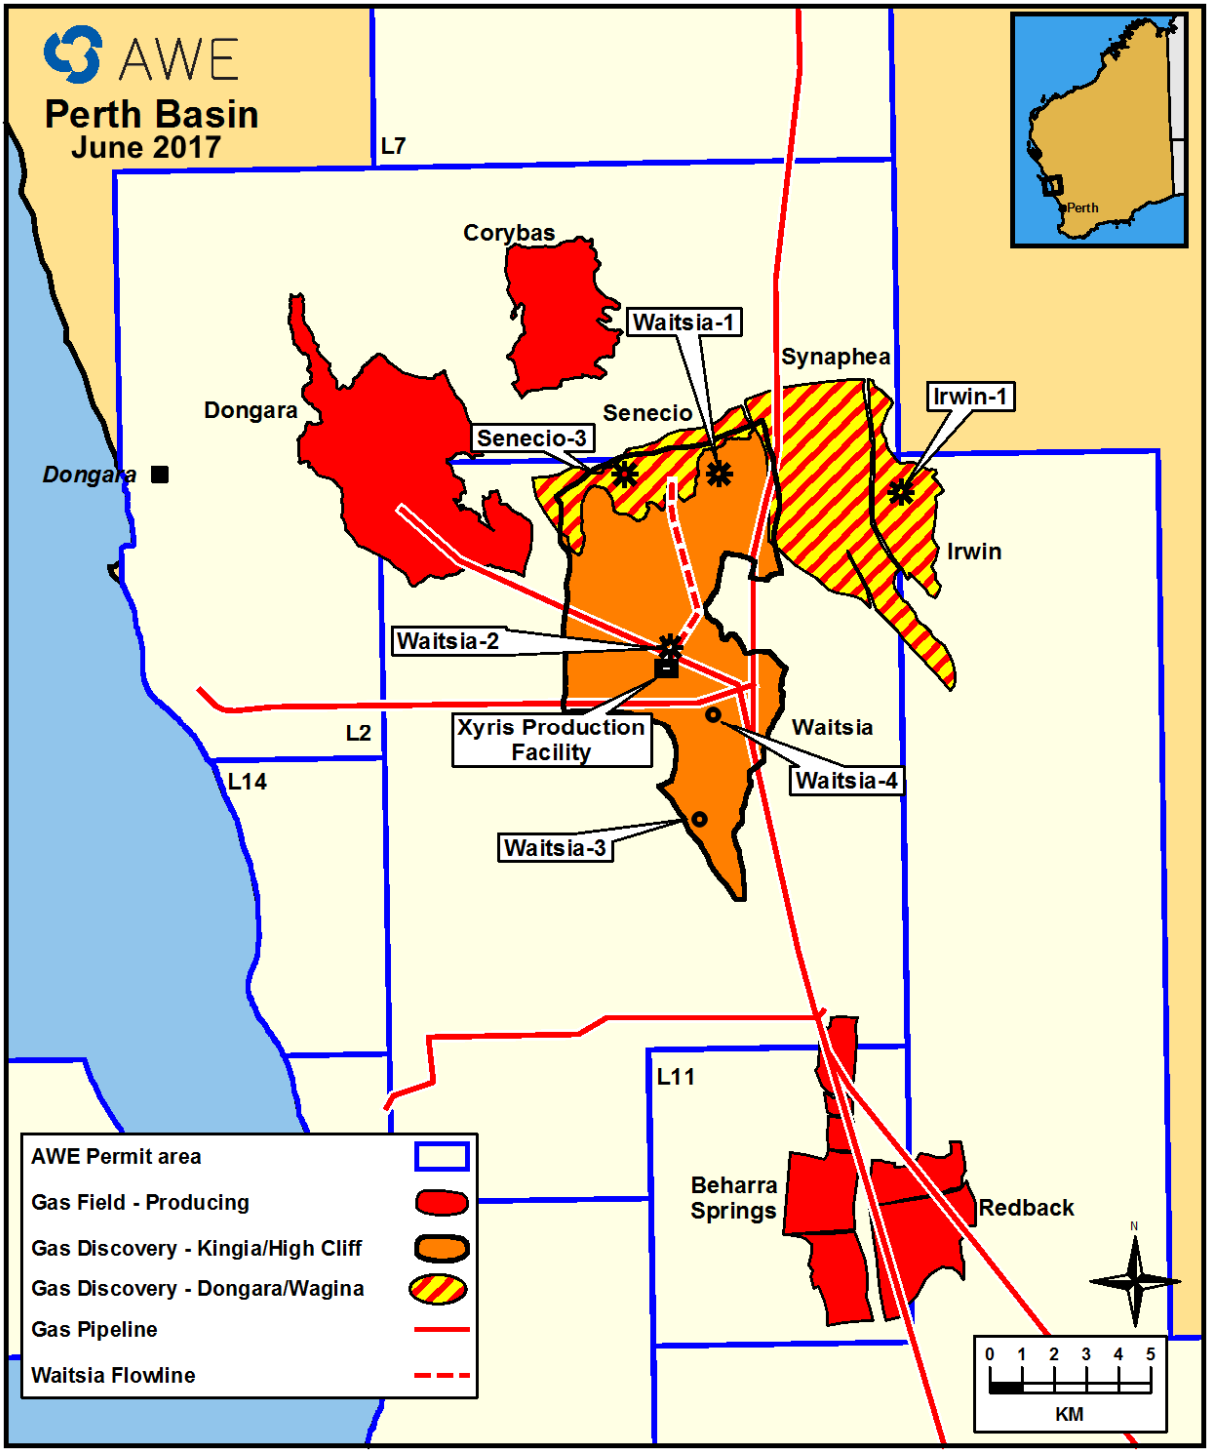 AWE
Perth Basin
June 2017
L7
Perth
Corybas
Waitsia-1
Synaphea
Irwin-1
Dongara
Senecio
Senecio-3
Dongara
Irwin
Waitsia-2
Xyris Production
Facility
Waitsia
L2
L14
Waitsia-4
Waitsia-3
L11
Beharra
Springs
Redback
AWE Permit area
Gas Field - Producing
Gas Discovery - Kingia/High Cliff
Gas Discovery - Dongara/Wagina
Gas Pipeline
Waitsia Flowline
N
0 1 2 3 4 5
KM